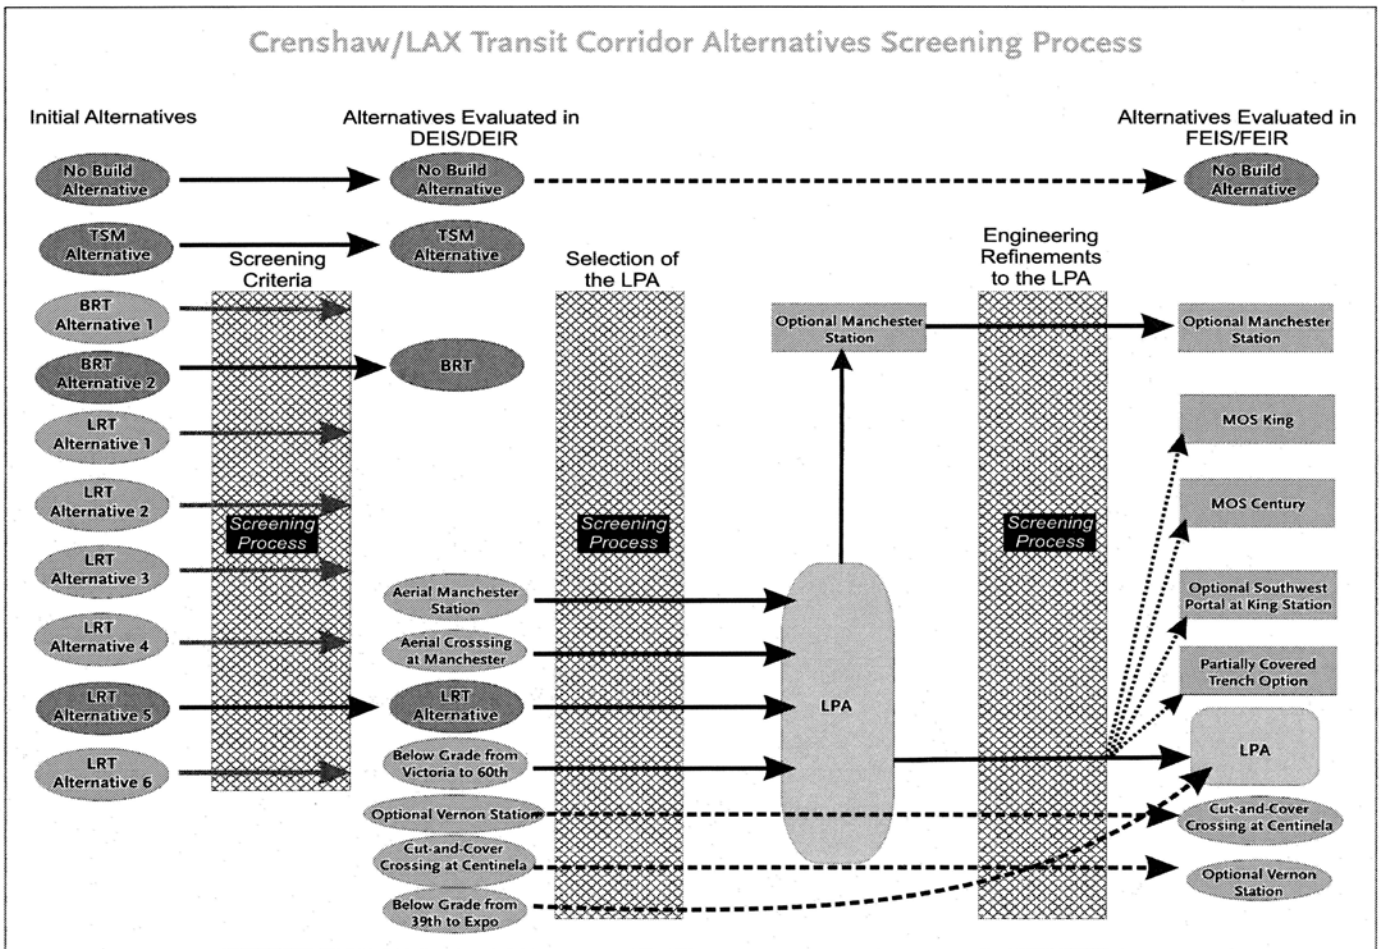 Crenshaw/LAX Transit Corridor Alternatives Screening Process
Initial Alternatives
Alternatives Evaluated in
DEIS/DEIR
Alternatives Evaluated in
FEIS/FEIR
No Build
Alternative
No Build
Alternative
No Build
Alternative
TSM
Alternative
TSM
Alternative
Screening
Criteria
Selection of
the LPA
Engineering
Refinements
to the LPA
BRT
Alternative 1
BRT
Alternative 2
LRT
Alternative 1
LRT
Alternative 2
LRT
Alternative 3
LRT
Alternative 4
LRT
Alternative 5
LRT
Alternative 6
Screening
Process
BRT
Aerial Manchester
Station
Aerial Crosssing
at Manchester
LRT
Alternative
Below Grade from
Victoria to 60th
Optional Vernon Station
Cut-and-Cover
Crossing at Centinela
Below Grade from
39th to Expo
Screening
Process
Optional Manchester
Station
LPA
Screening
Process
Optional Manchester
Station
MOS King
MOS Century
Optional Southwest
Portal at King Station
Partially Covered
Trench Option
LPA
Cut-and-Cover
Crossing at Centinela
Optional Vernon
Station